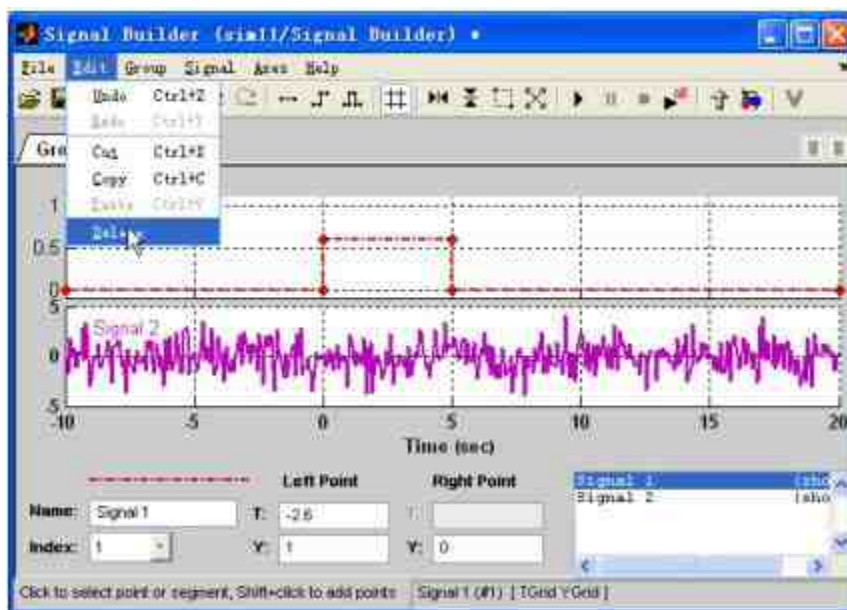 Signal Builder (sim11/Signal Builder) *
File Edit Group Signal Axes Help
Undo Ctrl+Z
Cut Ctrl+X
Copy Ctrl+C
Delete
1
0.5
0
5
Signal 2
0
-5
-10 -5 0 5 10 15 20
Time (sec)
Left Point Right Point
Name: Signal 1 T: -2.6 T:
Index: 1 Y: 1 Y: 0
Signal 1 (sho
Signal 2 (sho
Click to select point or segment, Shift+click to add points Signal 1 (#1) [ TGrid YGrid ]